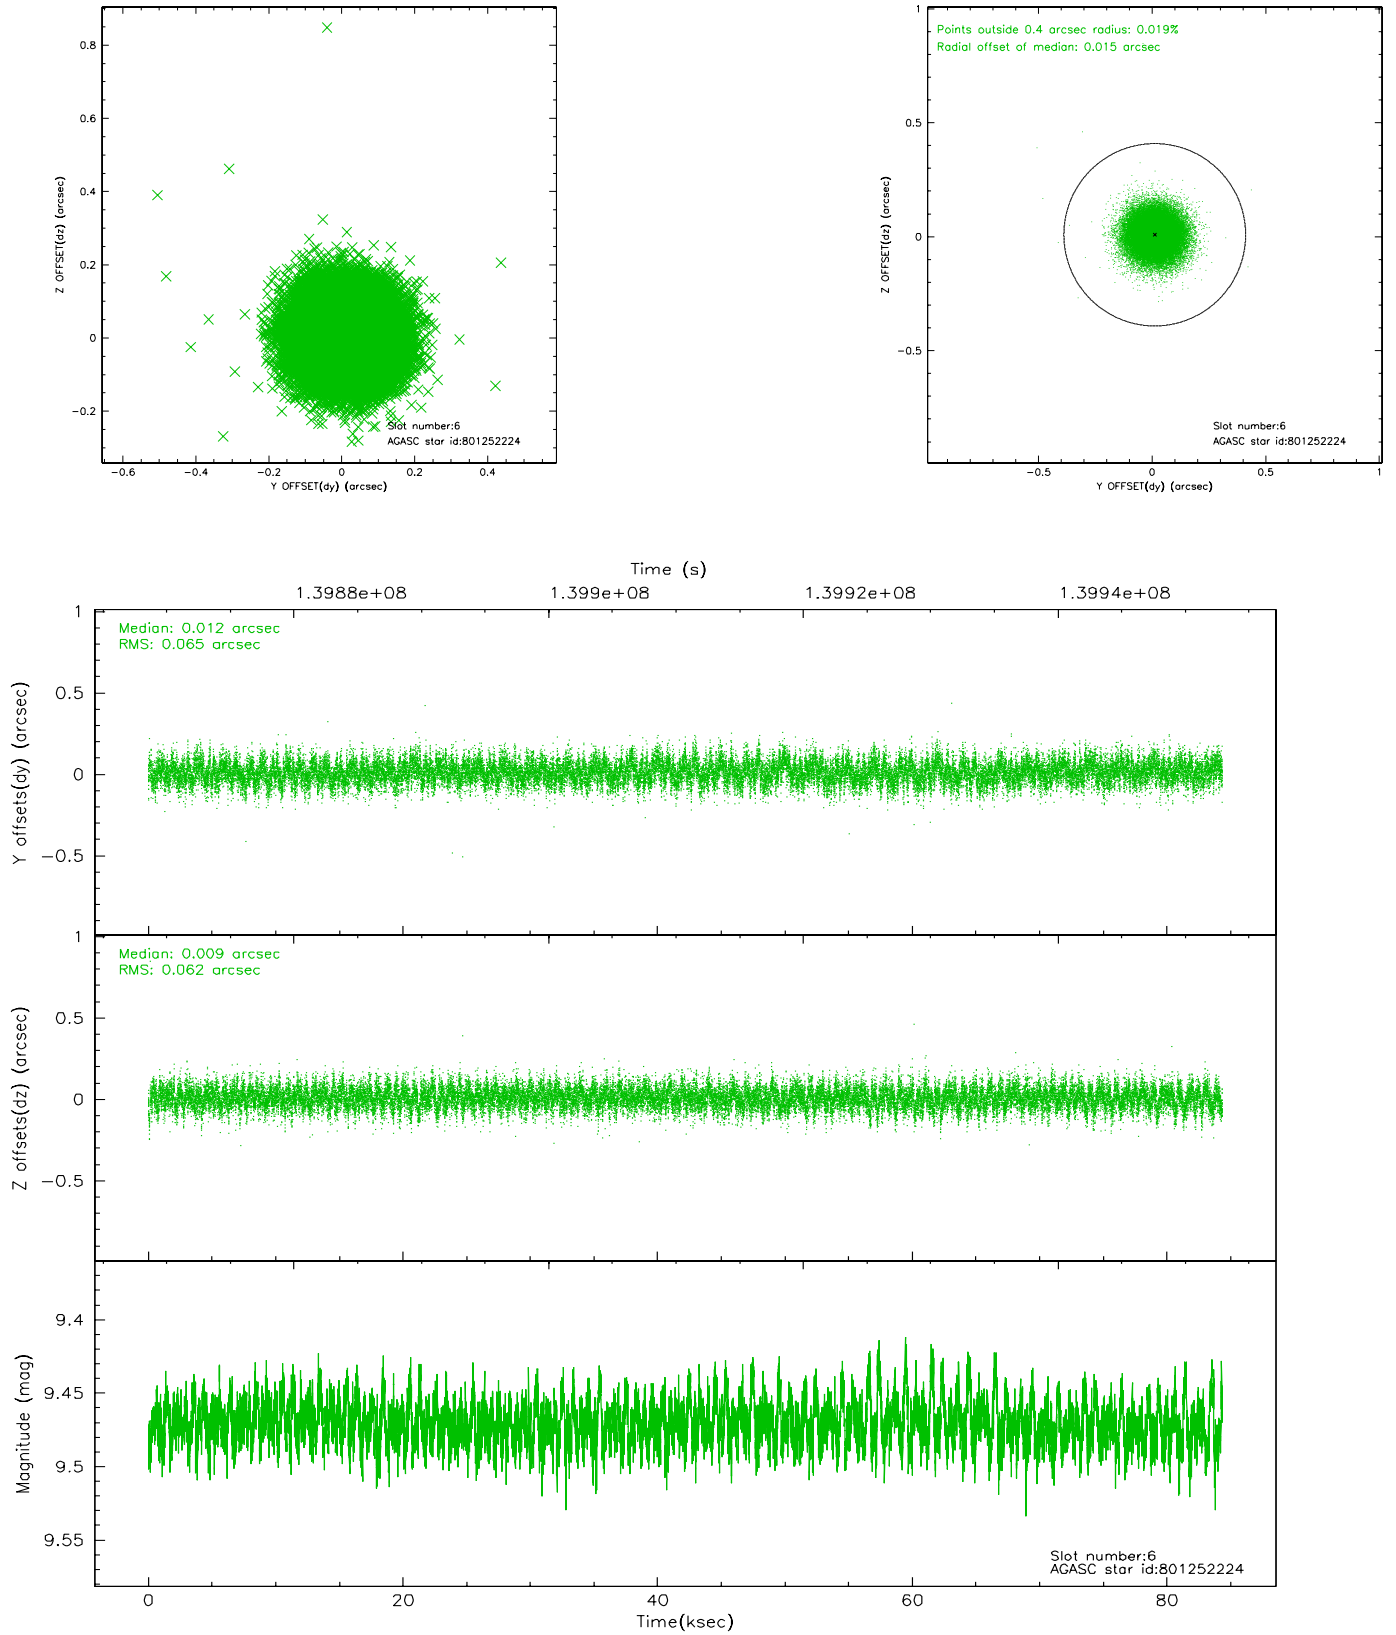 0.8
0.6
0.4
0.2
0
-0.2
-0.6
-0.4
-0.2
0
0.2
0.4
Z OFFSET(dz) (arcsec)
Y OFFSET(dy) (arcsec)
Slot number:6
AGASC star id:801252224
Points outside 0.4 arcsec radius: 0.019%
Radial offset of median: 0.015 arcsec
1
0.5
0
-0.5
-0.5
0
0.5
1
Z OFFSET(dz) (arcsec)
Y OFFSET(dy) (arcsec)
Slot number:6
AGASC star id:801252224
Time (s)
1.3988e+08
1.399e+08
1.3992e+08
1.3994e+08
Median: 0.012 arcsec
RMS: 0.065 arcsec
1
0.5
0
-0.5
Y offsets(dy) (arcsec)
Median: 0.009 arcsec
RMS: 0.062 arcsec
1
0.5
0
-0.5
Z offsets(dz) (arcsec)
9.4
9.45
9.5
9.55
Magnitude (mag)
Slot number:6
AGASC star id:801252224
0
20
40
60
80
Time(ksec)